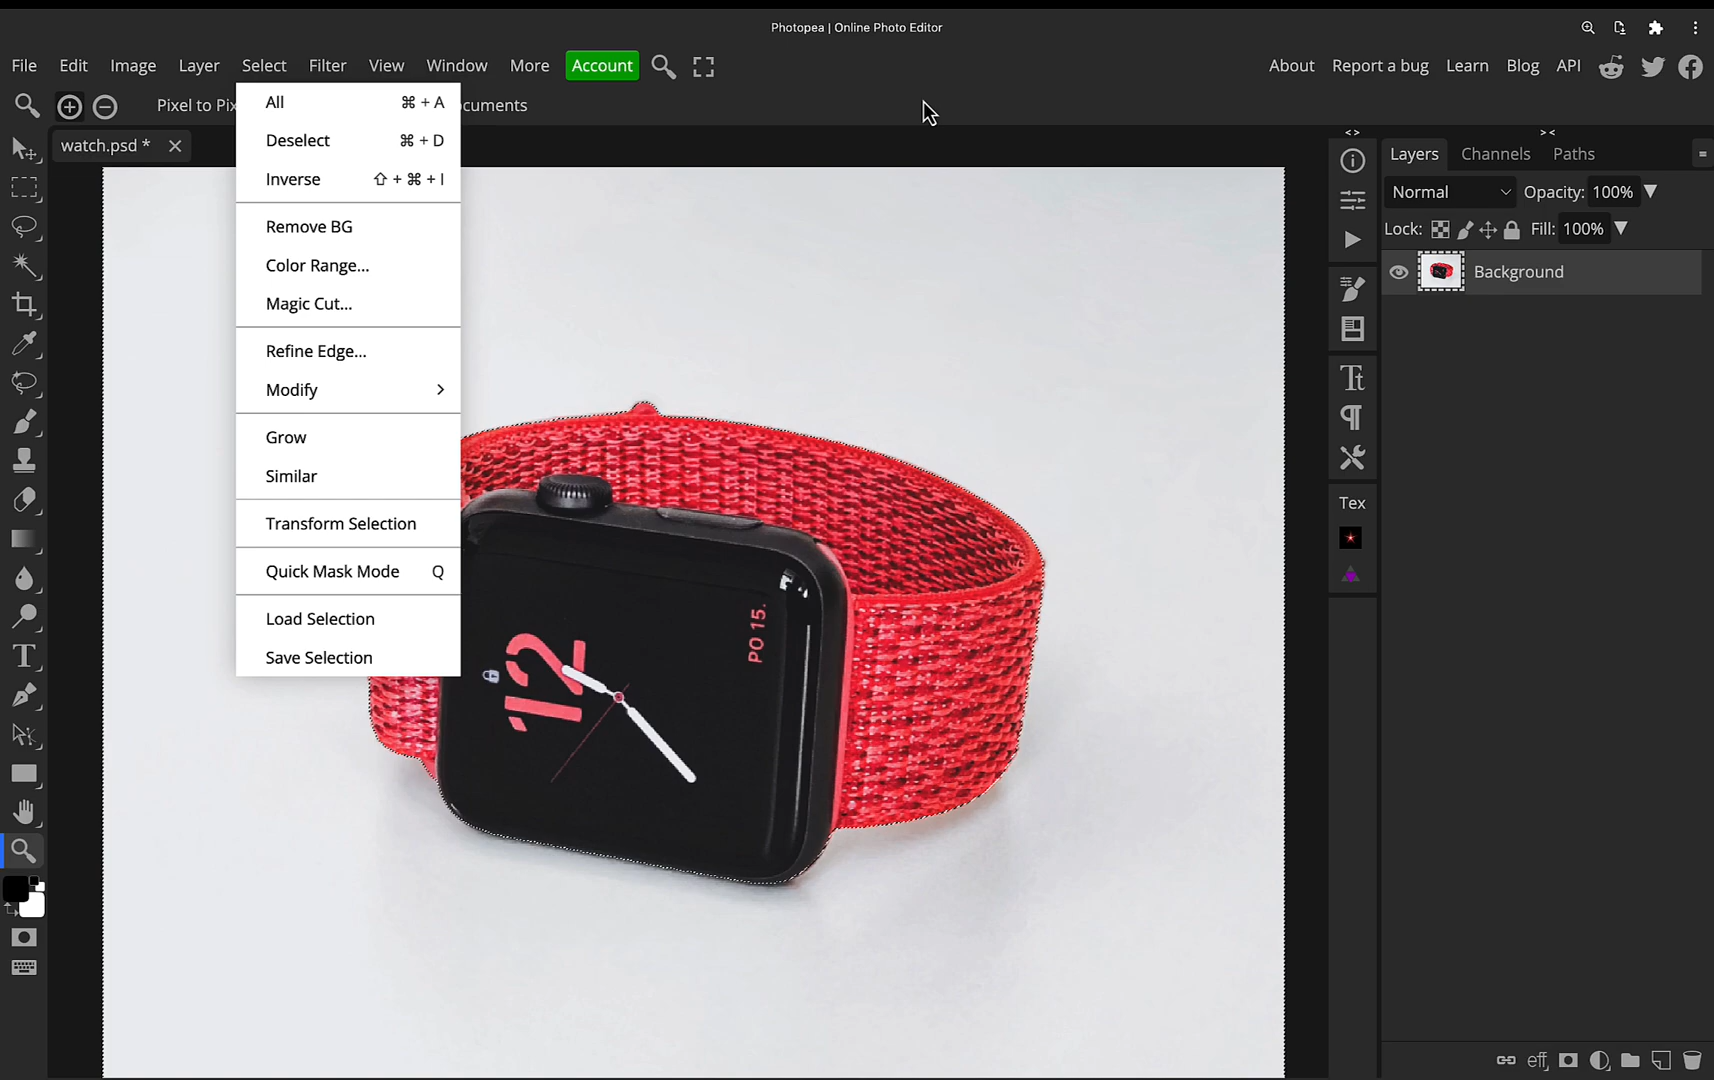 Photopea | Online Photo Editor
File Edit Image Layer Select Filter View Window More Account About Report a bug Learn Blog API
Pixel to Pix cuments
watch.psd *
All ⌘ + A
Deselect ⌘ + D
Inverse ⇧ + ⌘ + I
Remove BG
Color Range...
Magic Cut...
Refine Edge...
Modify >
Grow
Similar
Transform Selection
Quick Mask Mode Q
Load Selection
Save Selection
12
PO 15.
Tex
Layers Channels Paths
Normal Opacity: 100%
Lock: Fill: 100%
Background
eff